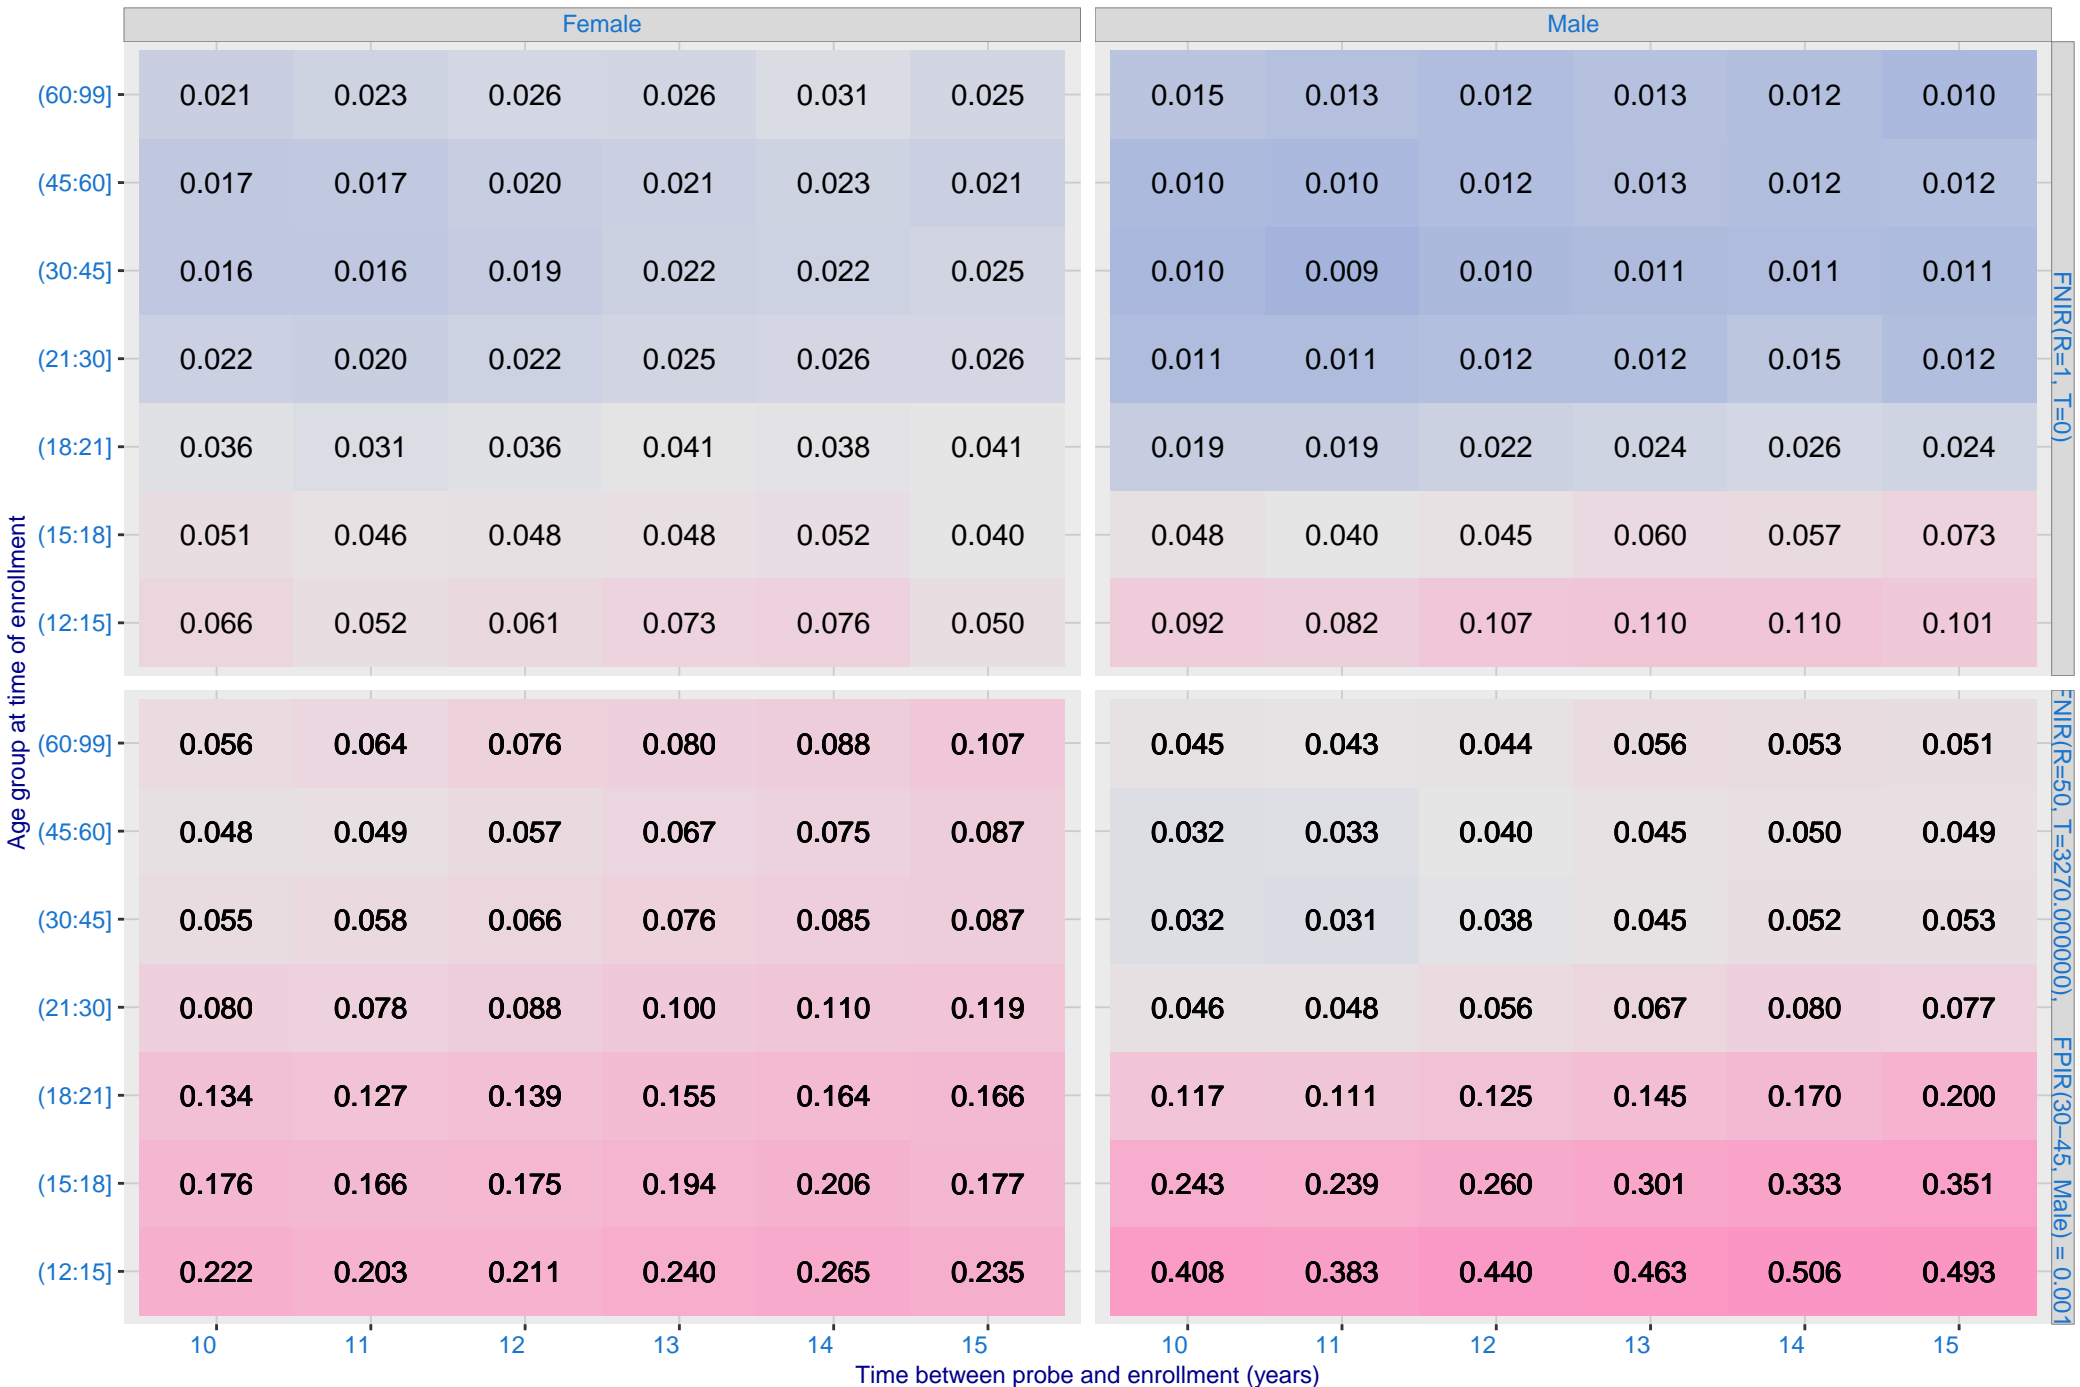 Female Male
(60:99] 0.021 0.023 0.026 0.026 0.031 0.025 0.015 0.013 0.012 0.013 0.012 0.010
(45:60] 0.017 0.017 0.020 0.021 0.023 0.021 0.010 0.010 0.012 0.013 0.012 0.012
(30:45] 0.016 0.016 0.019 0.022 0.022 0.025 0.010 0.009 0.010 0.011 0.011 0.011
(21:30] 0.022 0.020 0.022 0.025 0.026 0.026 0.011 0.011 0.012 0.012 0.015 0.012
(18:21] 0.036 0.031 0.036 0.041 0.038 0.041 0.019 0.019 0.022 0.024 0.026 0.024
(15:18] 0.051 0.046 0.048 0.048 0.052 0.040 0.048 0.040 0.045 0.060 0.057 0.073
(12:15] 0.066 0.052 0.061 0.073 0.076 0.050 0.092 0.082 0.107 0.110 0.110 0.101
FNIR(R=1, T=0)
Age group at time of enrollment
(60:99] 0.056 0.064 0.076 0.080 0.088 0.107 0.045 0.043 0.044 0.056 0.053 0.051
(45:60] 0.048 0.049 0.057 0.067 0.075 0.087 0.032 0.033 0.040 0.045 0.050 0.049
(30:45] 0.055 0.058 0.066 0.076 0.085 0.087 0.032 0.031 0.038 0.045 0.052 0.053
(21:30] 0.080 0.078 0.088 0.100 0.110 0.119 0.046 0.048 0.056 0.067 0.080 0.077
(18:21] 0.134 0.127 0.139 0.155 0.164 0.166 0.117 0.111 0.125 0.145 0.170 0.200
(15:18] 0.176 0.166 0.175 0.194 0.206 0.177 0.243 0.239 0.260 0.301 0.333 0.351
(12:15] 0.222 0.203 0.211 0.240 0.265 0.235 0.408 0.383 0.440 0.463 0.506 0.493
FNIR(R=50, T=3270.000000), FPIR(30−45, Male) = 0.001
10 11 12 13 14 15 10 11 12 13 14 15
Time between probe and enrollment (years)